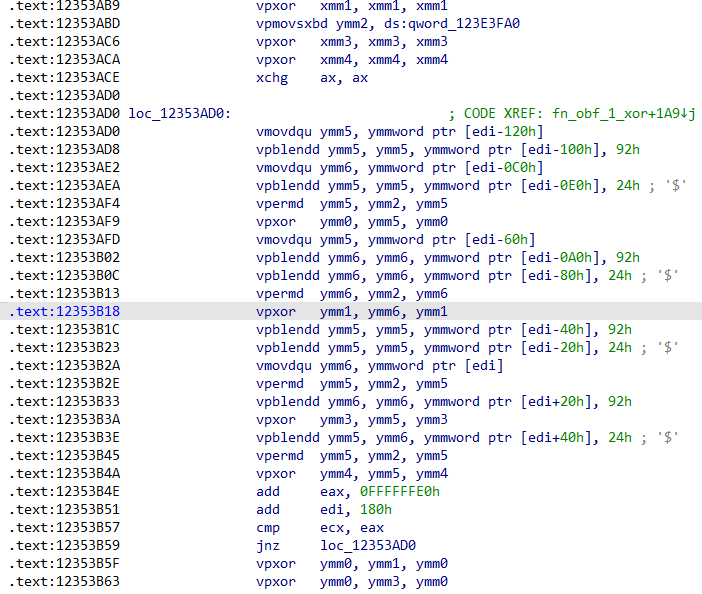 .text:12353AB9 vpxor xmm1, xmm1, xmm1
.text:12353ABD vpmovsxbd ymm2, ds:qword_123E3FA0
.text:12353AC6 vpxor xmm3, xmm3, xmm3
.text:12353ACA vpxor xmm4, xmm4, xmm4
.text:12353ACE xchg ax, ax
.text:12353AD0
.text:12353AD0 loc_12353AD0: ; CODE XREF: fn_obf_1_xor+1A9↓j
.text:12353AD0 vmovdqu ymm5, ymmword ptr [edi-120h]
.text:12353AD8 vpblendd ymm5, ymm5, ymmword ptr [edi-100h], 92h
.text:12353AE2 vmovdqu ymm6, ymmword ptr [edi-0C0h]
.text:12353AEA vpblendd ymm5, ymm5, ymmword ptr [edi-0E0h], 24h ; '$'
.text:12353AF4 vpermd ymm5, ymm2, ymm5
.text:12353AF9 vpxor ymm0, ymm5, ymm0
.text:12353AFD vmovdqu ymm5, ymmword ptr [edi-60h]
.text:12353B02 vpblendd ymm6, ymm6, ymmword ptr [edi-0A0h], 92h
.text:12353B0C vpblendd ymm6, ymm6, ymmword ptr [edi-80h], 24h ; '$'
.text:12353B13 vpermd ymm6, ymm2, ymm6
.text:12353B18 vpxor ymm1, ymm6, ymm1
.text:12353B1C vpblendd ymm5, ymm5, ymmword ptr [edi-40h], 92h
.text:12353B23 vpblendd ymm5, ymm5, ymmword ptr [edi-20h], 24h ; '$'
.text:12353B2A vmovdqu ymm6, ymmword ptr [edi]
.text:12353B2E vpermd ymm5, ymm2, ymm5
.text:12353B33 vpblendd ymm6, ymm6, ymmword ptr [edi+20h], 92h
.text:12353B3A vpxor ymm3, ymm5, ymm3
.text:12353B3E vpblendd ymm5, ymm6, ymmword ptr [edi+40h], 24h ; '$'
.text:12353B45 vpermd ymm5, ymm2, ymm5
.text:12353B4A vpxor ymm4, ymm5, ymm4
.text:12353B4E add eax, 0FFFFFFE0h
.text:12353B51 add edi, 180h
.text:12353B57 cmp ecx, eax
.text:12353B59 jnz loc_12353AD0
.text:12353B5F vpxor ymm0, ymm1, ymm0
.text:12353B63 vpxor ymm0, ymm3, ymm0